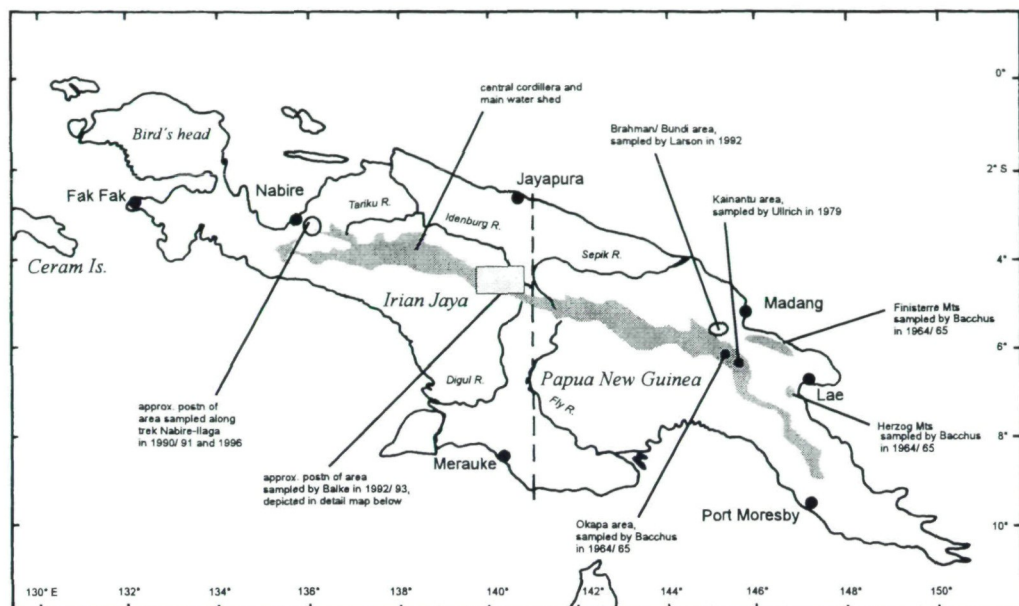 central cordillera and
main water shed
0°
Bird's head
Brahman/ Bundi area,
sampled by Larson in 1992
2° S
Fak Fak
Nabire
Jayapura
Kainantu area,
sampled by Ullrich in 1979
Tariku R.
Idenburg R.
Sepik R.
Ceram Is.
4°
Irian Jaya
Madang
Finisterre Mts
sampled by Bacchus
in 1964/ 65
6°
Digul R.
Papua New Guinea
Fly R.
Lae
approx. postn of
area sampled along
trek Nabire-Ilaga
in 1990/ 91 and 1996
Herzog Mts
sampled by Bacchus
in 1964/ 65
8°
Merauke
approx. postn of area
sampled by Balke in 1992/ 93,
depicted in detail map below
Port Moresby
Okapa area,
sampled by Bacchus
in 1964/ 65
10°
130° E
132°
134°
136°
138°
140°
142°
144°
146°
148°
150°